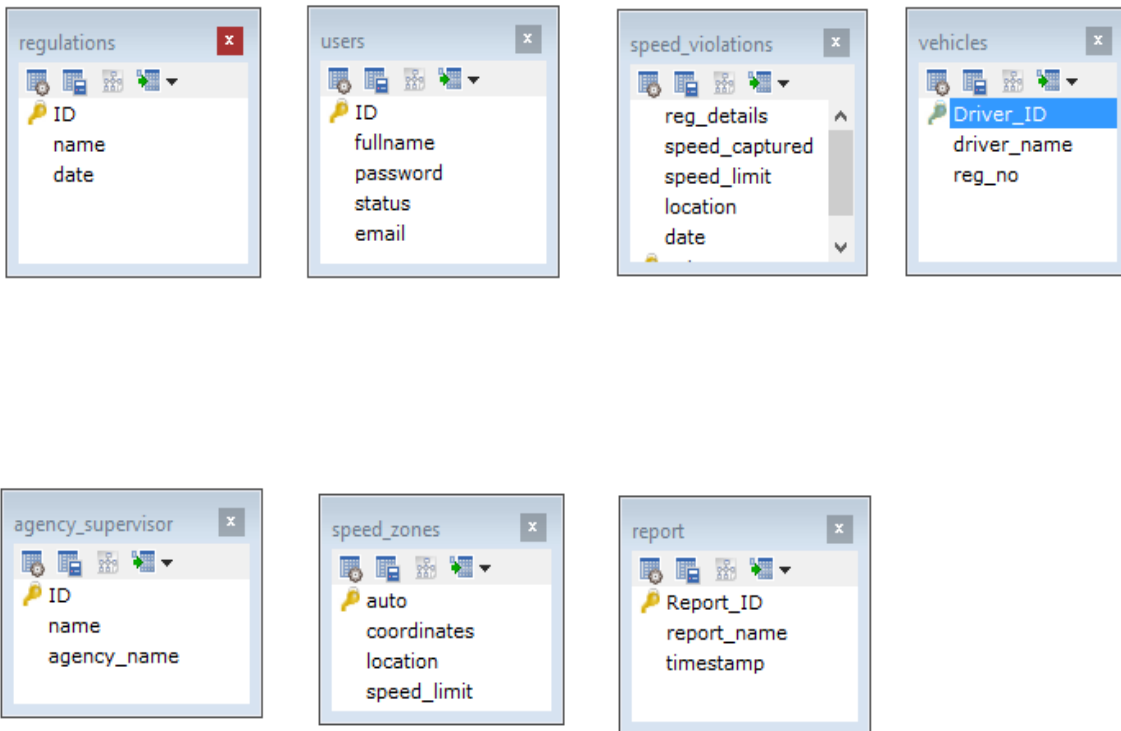 regulations
ID
name
date
users
ID
fullname
password
status
email
speed_violations
reg_details
speed_captured
speed_limit
location
date
vehicles
Driver_ID
driver_name
reg_no
agency_supervisor
ID
name
agency_name
speed_zones
auto
coordinates
location
speed_limit
report
Report_ID
report_name
timestamp